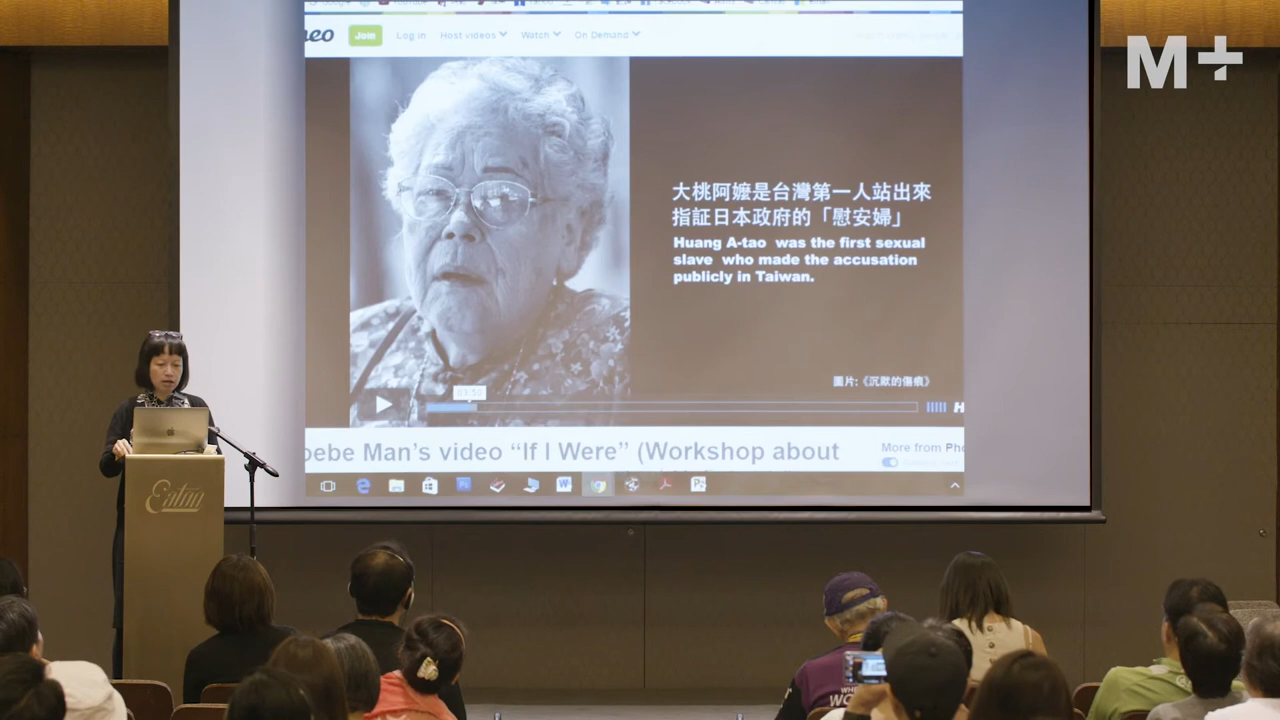 M+
Join
Log in
Host videos
Watch
On Demand
大桃阿嬤是台灣第一人站出來
指証日本政府的「慰安婦」
Huang A-tao was the first sexual
slave who made the accusation
publicly in Taiwan.
圖片:《沉默的傷痕》
oebe Man's video "If I Were" (Workshop about
More from Pho
Eaton